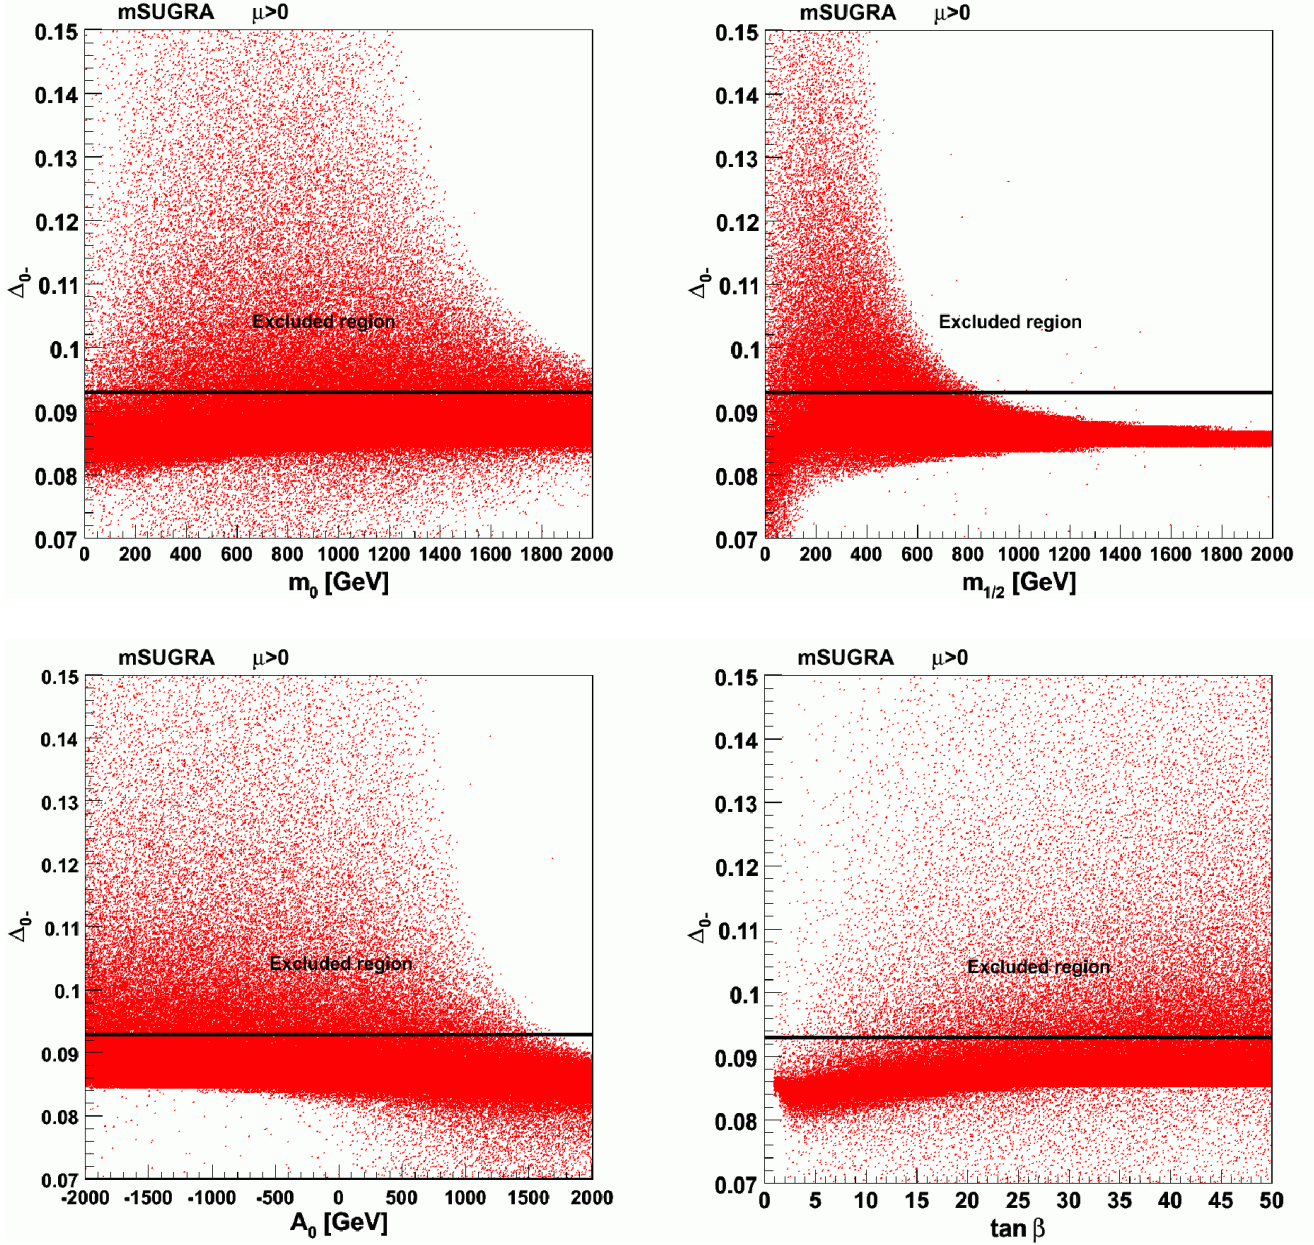 mSUGRA μ>0
0.15
0.14
0.13
0.12
0.11
0.1
0.09
0.08
0.07
Δ0-
Excluded region
0 200 400 600 800 1000 1200 1400 1600 1800 2000
m0 [GeV]
mSUGRA μ>0
0.15
0.14
0.13
0.12
0.11
0.1
0.09
0.08
0.07
Δ0-
Excluded region
0 200 400 600 800 1000 1200 1400 1600 1800 2000
m1/2 [GeV]
mSUGRA μ>0
0.15
0.14
0.13
0.12
0.11
0.1
0.09
0.08
0.07
Δ0-
Excluded region
-2000 -1500 -1000 -500 0 500 1000 1500 2000
A0 [GeV]
mSUGRA μ>0
0.15
0.14
0.13
0.12
0.11
0.1
0.09
0.08
0.07
Δ0-
Excluded region
0 5 10 15 20 25 30 35 40 45 50
tan β